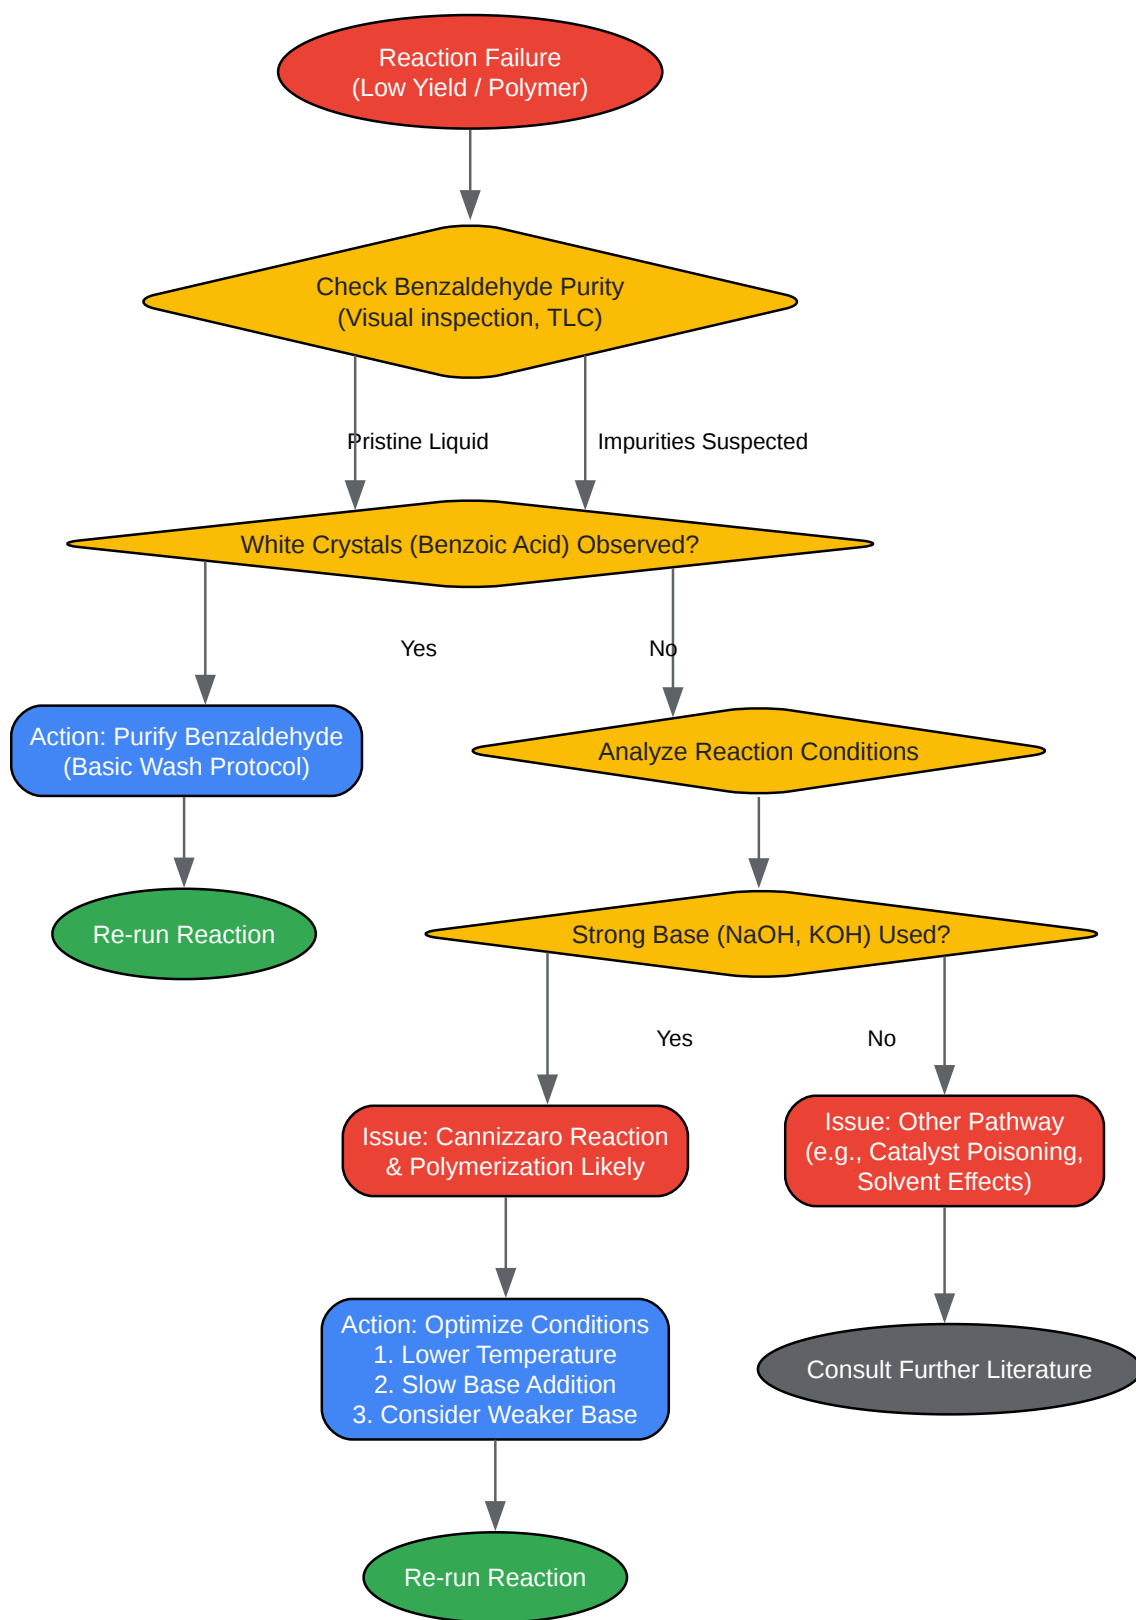 Reaction Failure
(Low Yield / Polymer)
Check Benzaldehyde Purity
(Visual inspection, TLC)
Pristine Liquid
Impurities Suspected
White Crystals (Benzoic Acid) Observed?
Yes
No
Action: Purify Benzaldehyde
(Basic Wash Protocol)
Analyze Reaction Conditions
Re-run Reaction
Strong Base (NaOH, KOH) Used?
Yes
No
Issue: Cannizzaro Reaction
& Polymerization Likely
Issue: Other Pathway
(e.g., Catalyst Poisoning,
Solvent Effects)
Action: Optimize Conditions
1. Lower Temperature
2. Slow Base Addition
3. Consider Weaker Base
Consult Further Literature
Re-run Reaction